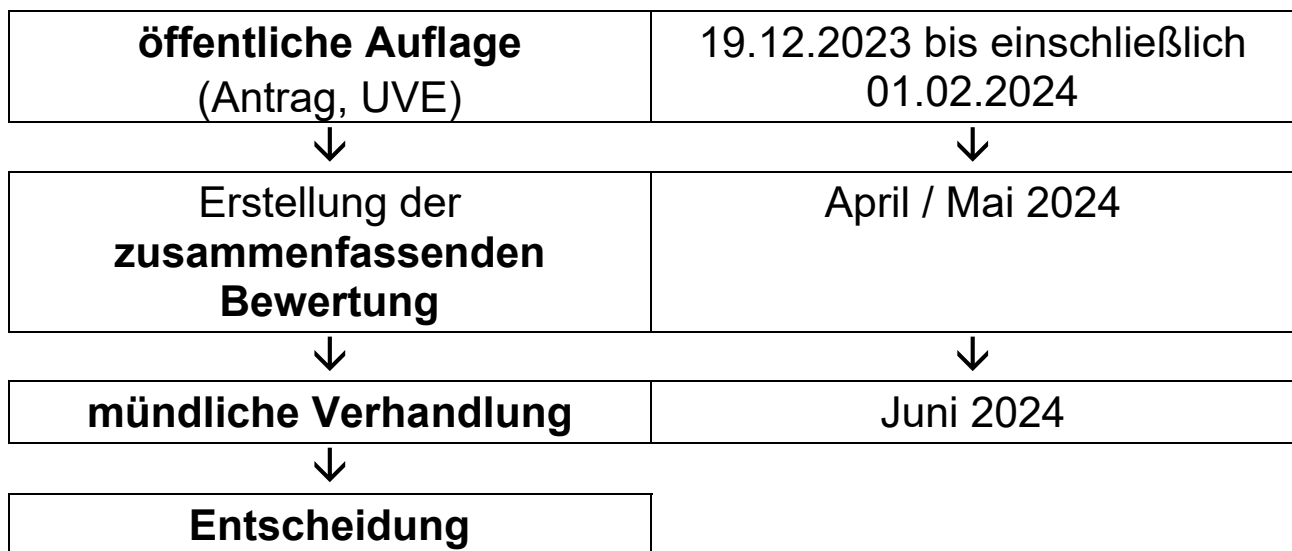 öffentliche Auflage
(Antrag, UVE)
19.12.2023 bis einschließlich
01.02.2024
Erstellung der
zusammenfassenden
Bewertung
April / Mai 2024
mündliche Verhandlung
Juni 2024
Entscheidung